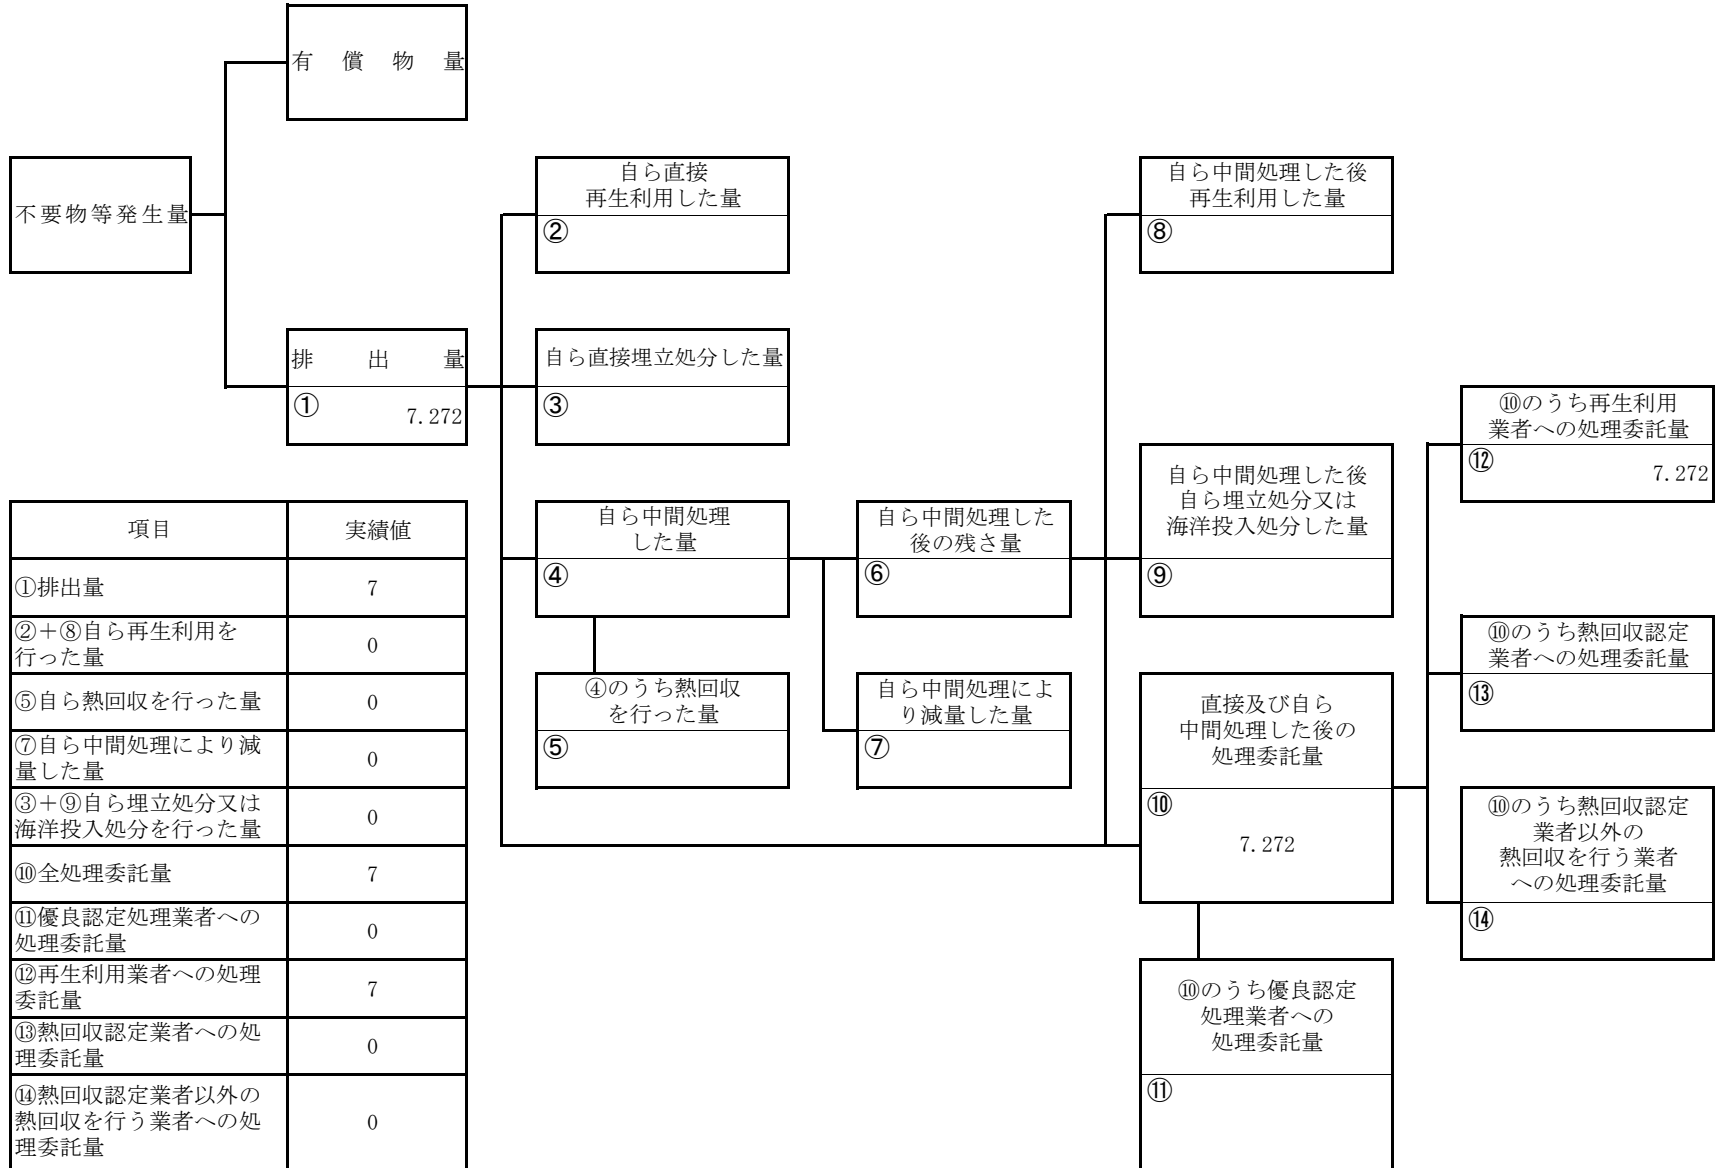 有償物量
不要物等発生量
自ら直接
再生利用した量
②
自ら中間処理した後
再生利用した量
⑧
排出量
①
7.272
自ら直接埋立処分した量
③
⑩のうち再生利用
業者への処理委託量
⑫
7.272
自ら中間処理
した量
④
自ら中間処理した
後の残さ量
⑥
自ら中間処理した後
自ら埋立処分又は
海洋投入処分した量
⑨
⑩のうち熱回収認定
業者への処理委託量
⑬
④のうち熱回収
を行った量
⑤
自ら中間処理によ
り減量した量
⑦
直接及び自ら
中間処理した後の
処理委託量
⑩
7.272
⑩のうち熱回収認定
業者以外の
熱回収を行う業者
への処理委託量
⑭
⑩のうち優良認定
処理業者への
処理委託量
⑪
項目 実績値
①排出量 7
②＋⑧自ら再生利用を
行った量 0
⑤自ら熱回収を行った量 0
⑦自ら中間処理により減
量した量 0
③＋⑨自ら埋立処分又は
海洋投入処分を行った量 0
⑩全処理委託量 7
⑪優良認定処理業者への
処理委託量 0
⑫再生利用業者への処理
委託量 7
⑬熱回収認定業者への処
理委託量 0
⑭熱回収認定業者以外の
熱回収を行う業者への処
理委託量 0